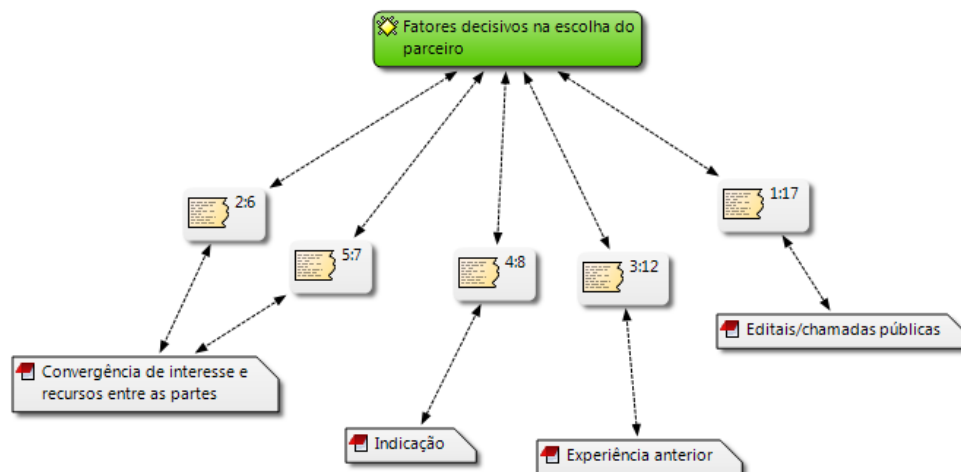 Fatores decisivos na escolha do
parceiro
2:6
5:7
4:8
3:12
1:17
Editais/chamadas públicas
Convergência de interesse e
recursos entre as partes
Indicação
Experiência anterior